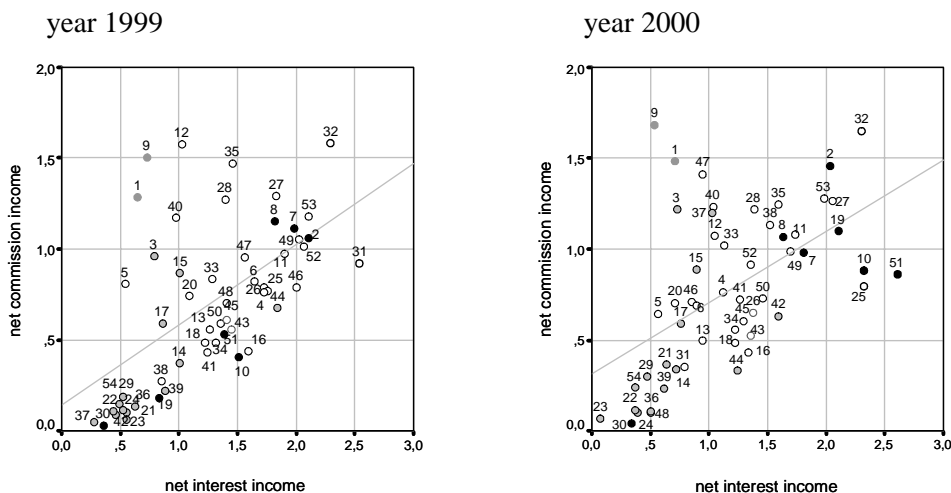 year 1999
net commission income
2,0
1,5
1,0
,5
0,0
0,0 ,5 1,0 1,5 2,0 2,5 3,0
net interest income
12 32
9
35
1 28 27
40 8 7 53
49 2
3 47 11 52 31
15 33 6 25 46
5 20 48 26 4 44
17 13 50 45 43
18 34 51 16
14 41 10
38
54 29 39
22 24 36 19
37 30 42 23 21
year 2000
net commission income
2,0
1,5
1,0
,5
0,0
0,0 ,5 1,0 1,5 2,0 2,5 3,0
net interest income
9 32
1 2
47
3 40 28 35 53 27
37 38 19
12 33 8 11
49 7
15 52 10 51
4 25
20 46 6 41 50
5 17 26 42
34 45
13 18 43
16
21 31 44
29 14
54 39
22 36
23 30 24 48